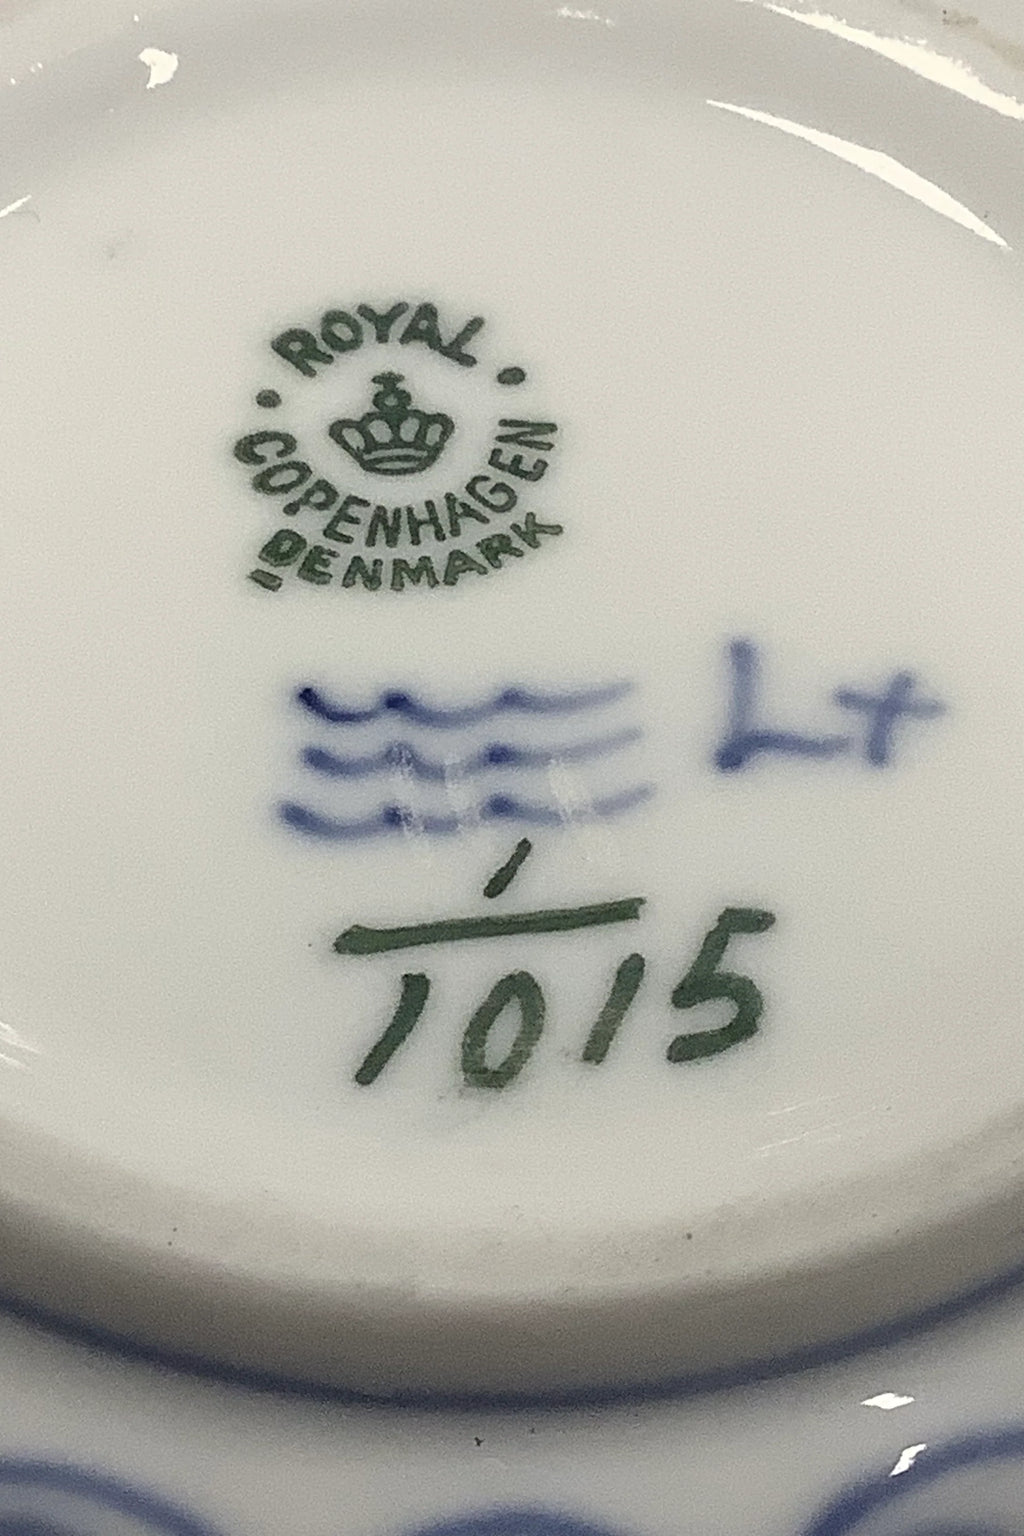 ROYAL
COPENHAGEN
DENMARK
L+
1
1015